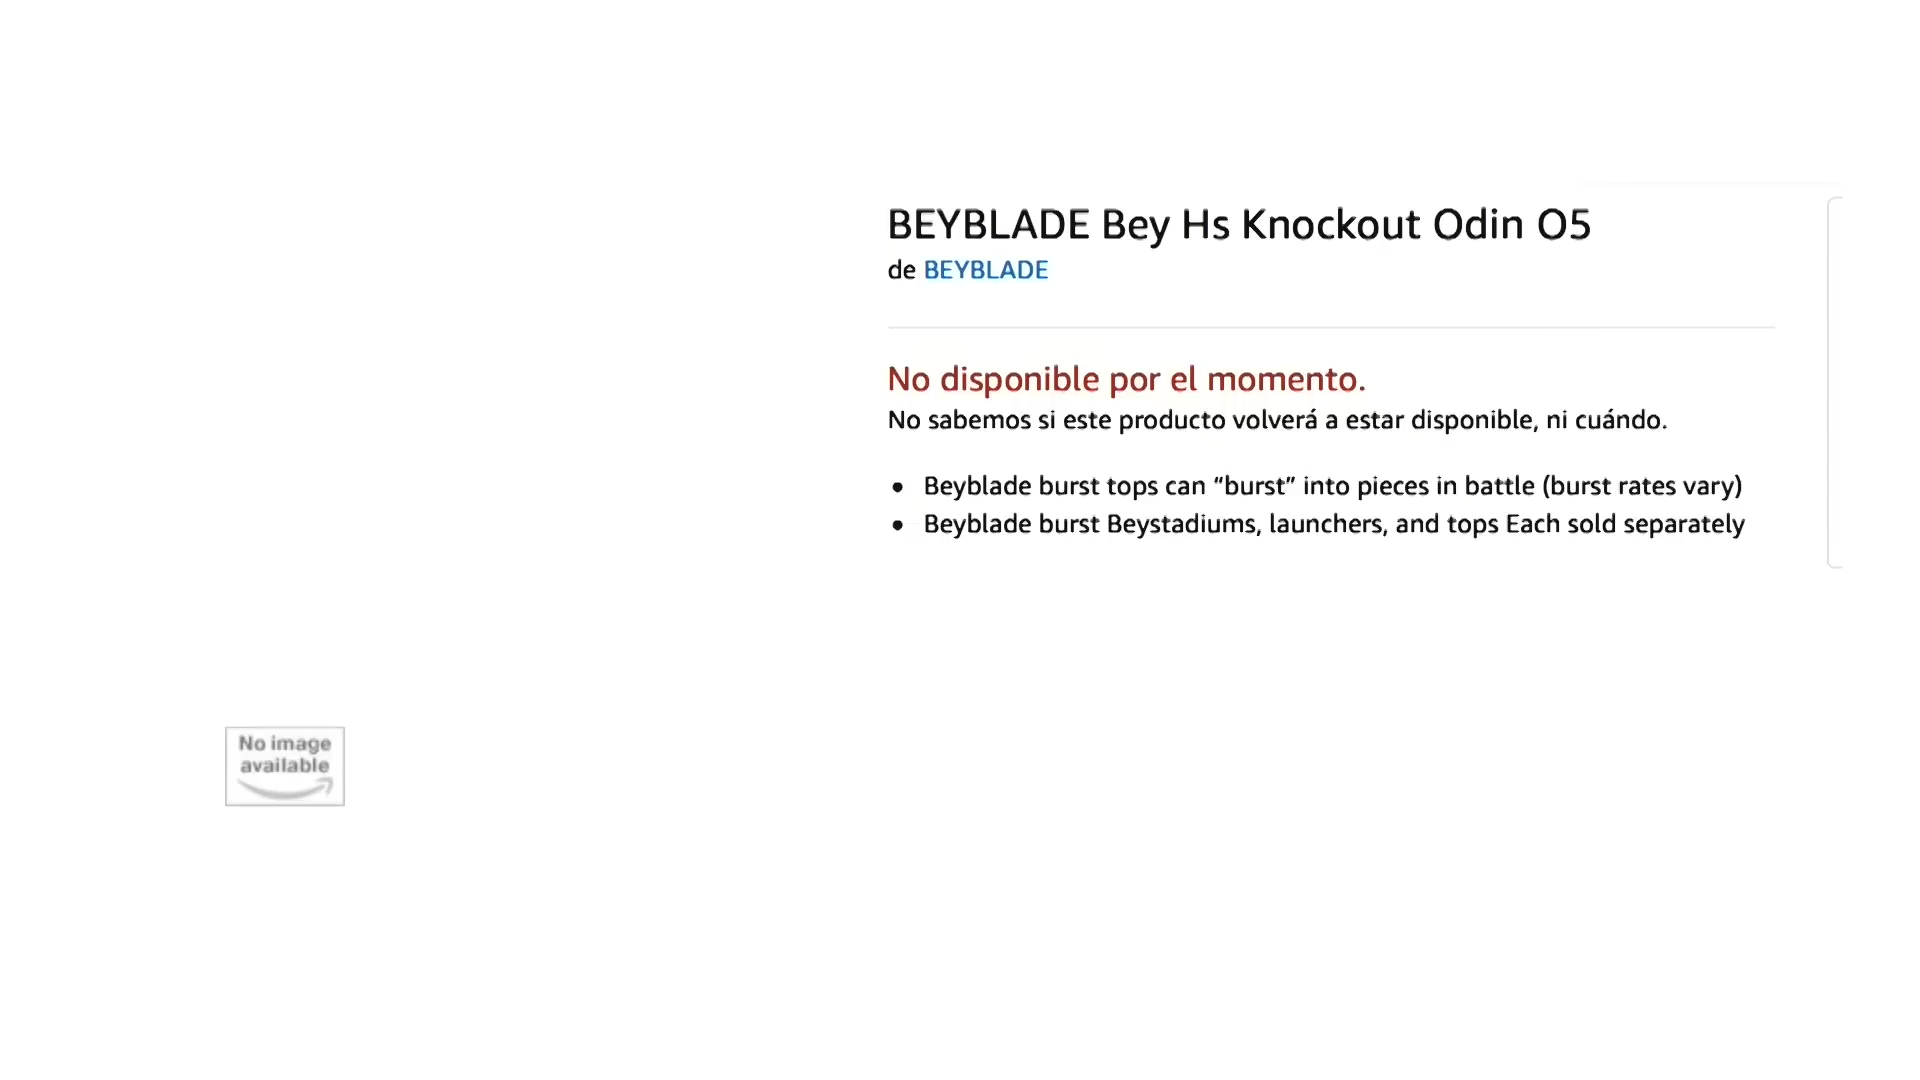 BEYBLADE Bey Hs Knockout Odin O5
de BEYBLADE
No disponible por el momento.
No sabemos si este producto volverá a estar disponible, ni cuándo.
• Beyblade burst tops can “burst” into pieces in battle (burst rates vary)
• Beyblade burst Beystadiums, launchers, and tops Each sold separately
No image
available